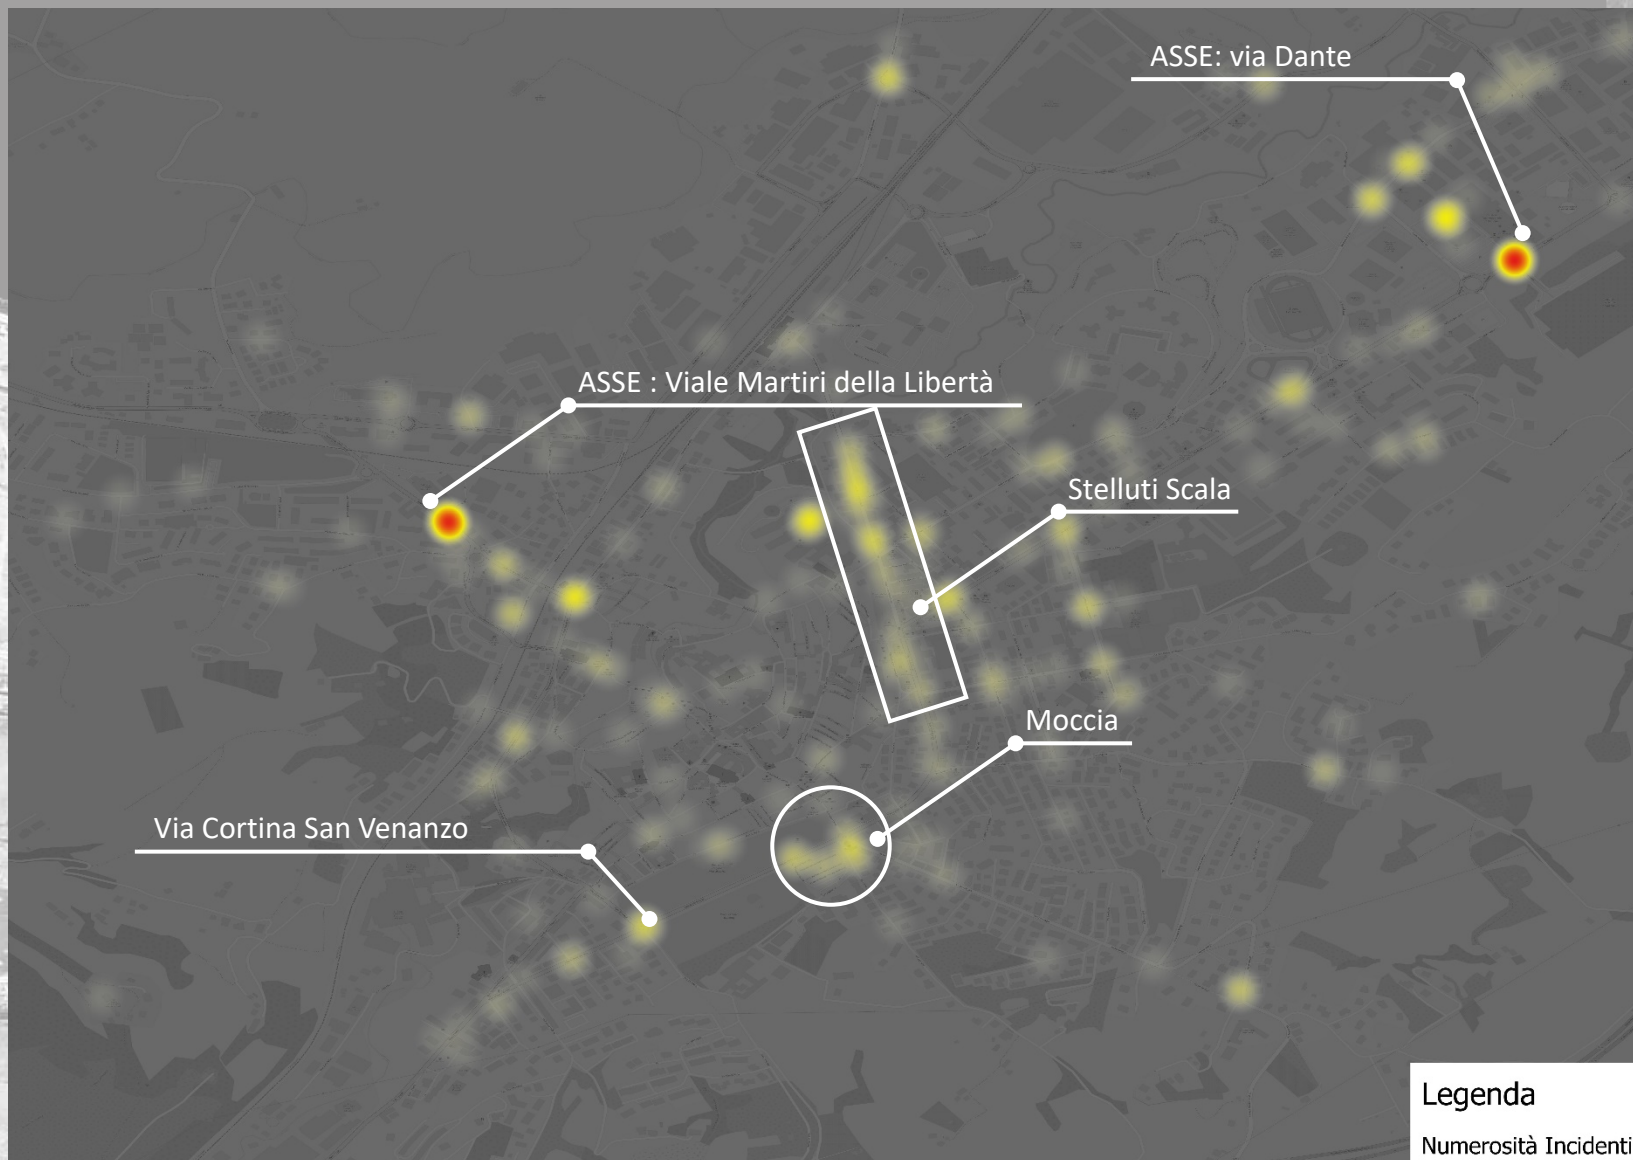 ASSE: via Dante
ASSE : Viale Martiri della Libertà
Stelluti Scala
Moccia
Via Cortina San Venanzo
Legenda
Numerosità Incidenti